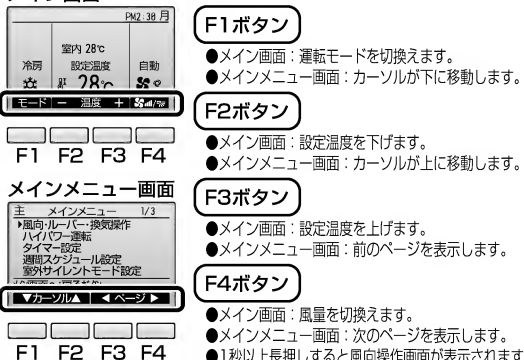 メイン画面
PM2:30 月
室内 28℃
冷房 設定温度 自動
28℃
モード － 温度 ＋
F1 F2 F3 F4
メインメニュー画面
主 メインメニュー 1/3
▶風向・ルーバー・換気操作
ハイパワー運転
タイマー設定
週間スケジュール設定
室外サイレントモード設定
▼カーソル▲ ◀ ページ ▶
F1 F2 F3 F4
F1ボタン
●メイン画面：運転モードを切換えます。
●メインメニュー画面：カーソルが下に移動します。
F2ボタン
●メイン画面：設定温度を下げます。
●メインメニュー画面：カーソルが上に移動します。
F3ボタン
●メイン画面：設定温度を上げます。
●メインメニュー画面：前のページを表示します。
F4ボタン
●メイン画面：風量を切換えます。
●メインメニュー画面：次のページを表示します。
●1秒以上長押しすると風向操作画面が表示されます